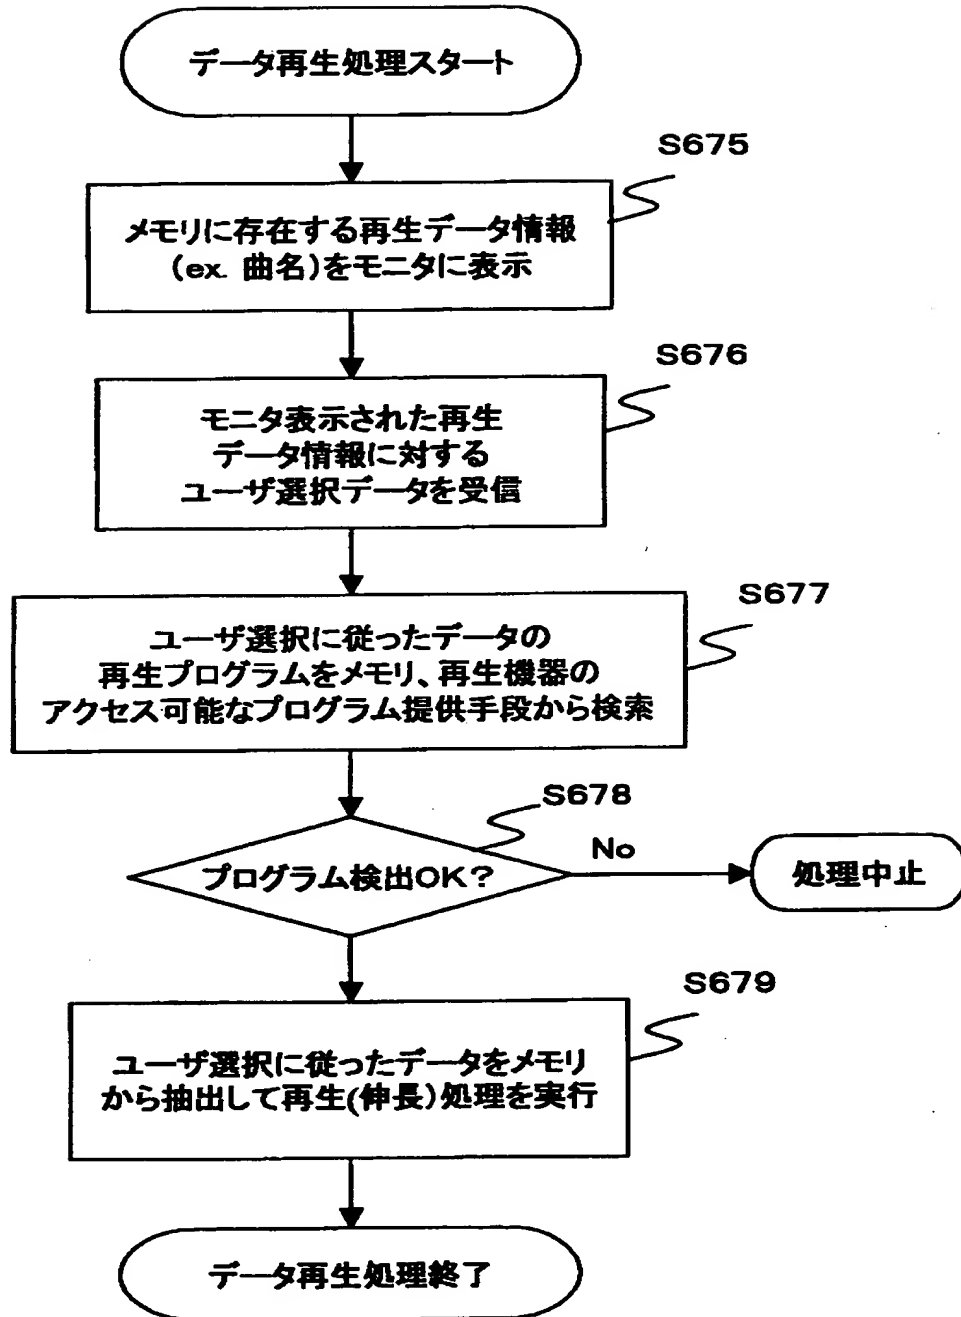 データ再生処理スタート
S675
メモリに存在する再生データ情報
(ex. 曲名)をモニタに表示
S676
モニタ表示された再生
データ情報に対する
ユーザ選択データを受信
S677
ユーザ選択に従ったデータの
再生プログラムをメモリ、再生機器の
アクセス可能なプログラム提供手段から検索
S678
プログラム検出OK?
No
処理中止
S679
ユーザ選択に従ったデータをメモリ
から抽出して再生(伸長)処理を実行
データ再生処理終了